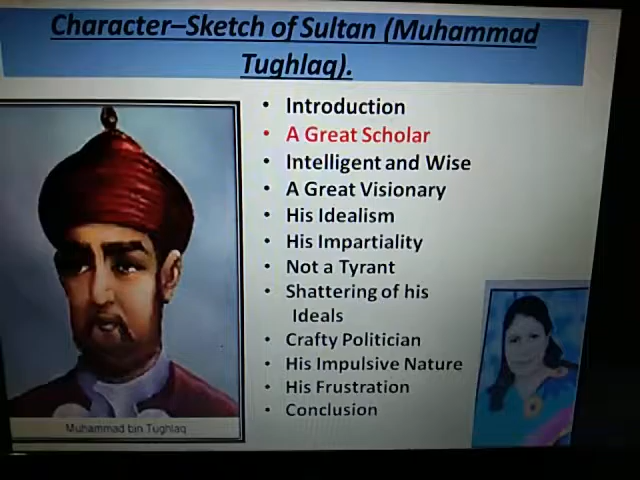 Character–Sketch of Sultan (Muhammad
Tughlaq).
• Introduction
• A Great Scholar
• Intelligent and Wise
• A Great Visionary
• His Idealism
• His Impartiality
• Not a Tyrant
• Shattering of his
Ideals
• Crafty Politician
• His Impulsive Nature
• His Frustration
• Conclusion
Muhammad bin Tughlaq